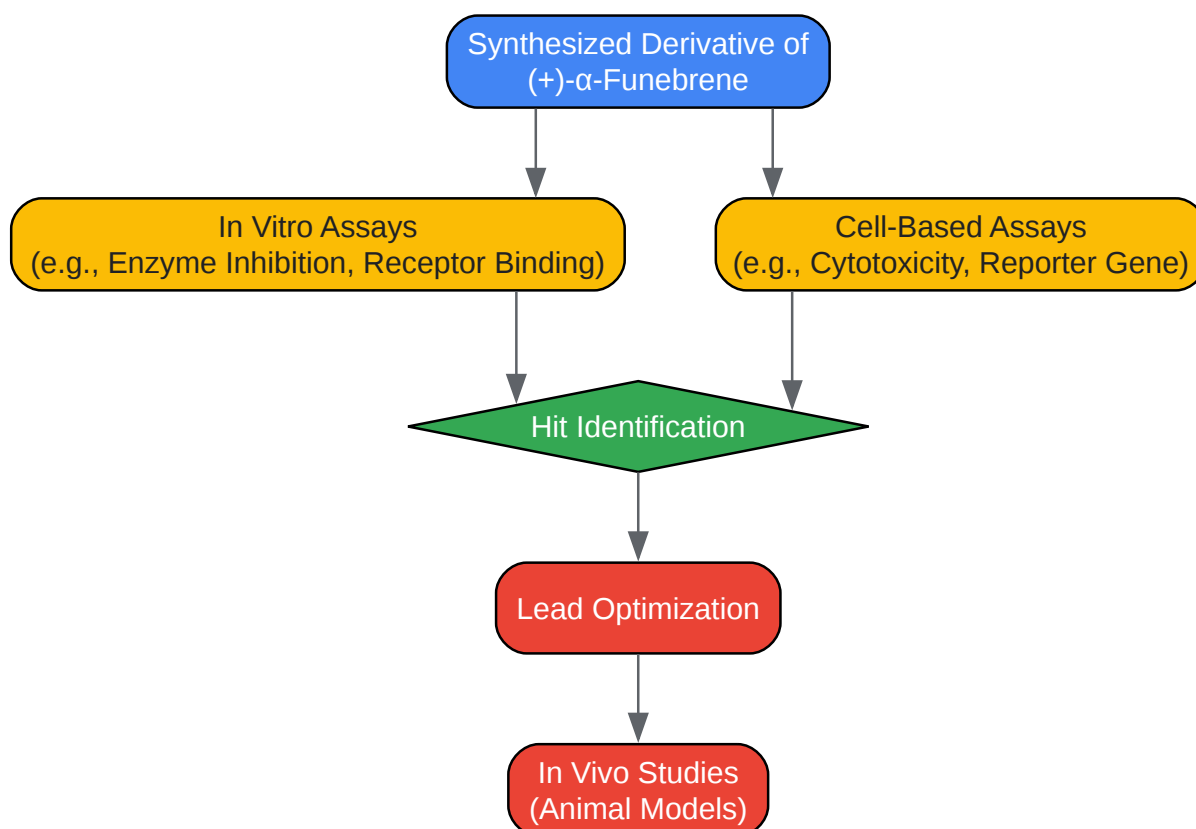 Synthesized Derivative of
(+)-α-Funebrene
In Vitro Assays
(e.g., Enzyme Inhibition, Receptor Binding)
Cell-Based Assays
(e.g., Cytotoxicity, Reporter Gene)
Hit Identification
Lead Optimization
In Vivo Studies
(Animal Models)